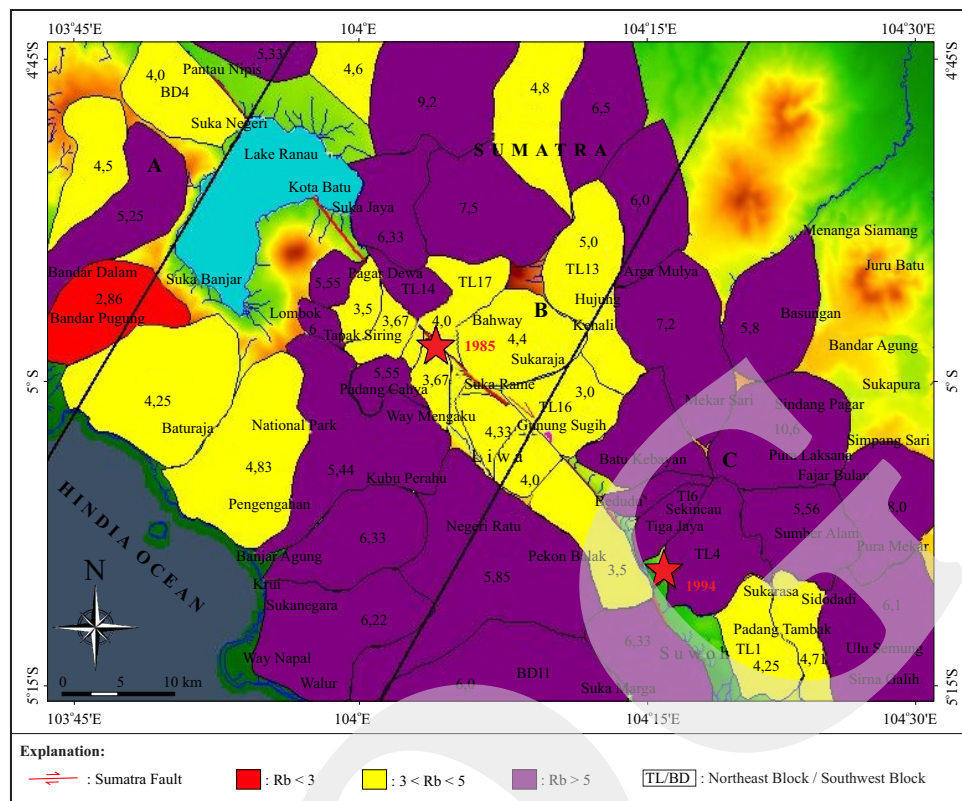 103°45'E 104°E 104°15'E 104°30'E
4°45'S
4°45'S
5,33
Pantau Nipis
4,0
4,6
BD4
4,8
9,2
6,5
Suka Negeri
SUMATRA
Lake Ranau
A
4,5
Kota Batu
Suka Jaya
6,0
5,25
7,5
6,33
5,0
Menanga Siamang
Bandar Dalam
Suka Banjar
Pagar Dewa
TL17
TL13
Arga Mulya
Juru Batu
5,55
TL14
2,86
Hujung
Lombok
3,5
Bandar Pugung
3,67
4,0
Bahway
B
Basungan
6
Tapak Siring
Kenali
7,2
5,8
1985
4,4
Bandar Agung
Sukaraja
5°S
5,55
3,67
Suka Rame
5°S
Padang Cahya
3,0
Sukapura
4,25
Way Mengaku
TL16
Mekar Sari
Sindang Pagar
National Park
Gunung Sugih
10,6
Baturaja
4,33
Simpang Sari
4,83
5,44
Liwa
Batu Kebayan
C
Pura Laksana
Kubu Perahu
4,0
Fajar Bulan
Bedudu
Tl6
Pengengahan
Sekincau
5,56
8,0
HINDIA OCEAN
Negeri Ratu
Tiga Jaya
6,33
Sumber Alam
Banjar Agung
Pekon Balak
TL4
Pura Mekar
N
5,85
3,5
Krui
1994
Sukarasa
Sukanegara
Sidodadi
6,1
6,22
6,33
Padang Tambak
Way Napal
Suwoh
TL1
Ulu Semung
BD11
4,25
4,71
Walur
6,0
Suka Marga
Sirna Galih
0 5 10 km
5°15'S
5°15'S
103°45'E 104°E 104°15'E 104°30'E
Explanation:
: Sumatra Fault : Rb < 3 : 3 < Rb < 5 : Rb > 5 TL/BD : Northeast Block / Southwest Block